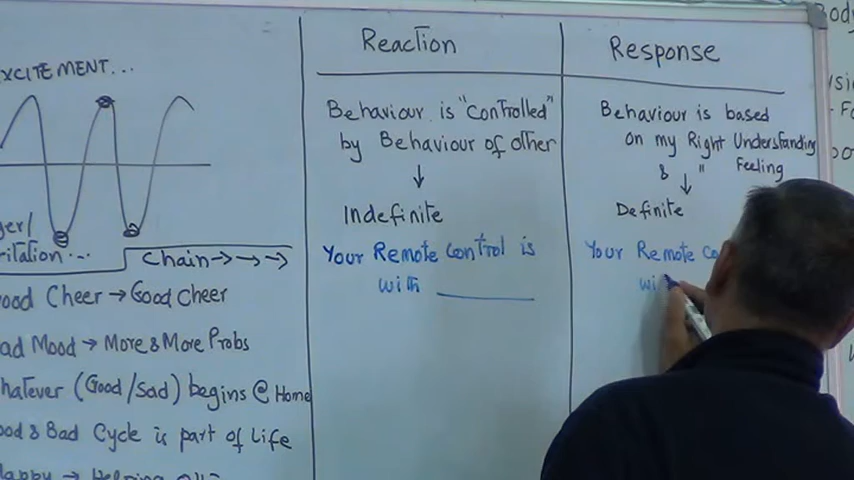 XCITEMENT...
ger/
ritation...
Chain→→→
ood Cheer → Good Cheer
ad Mood → More & More Probs
hatever (Good/Sad) begins @ Home
ood & Bad Cycle is part of Life
Happy → Helping
Reaction
Behaviour is "Controlled"
by Behaviour of other
↓
Indefinite
Your Remote Control is
with ________
Response
Behaviour is based
on my Right Understanding
& " Feeling
↓
Definite
Your Remote Co
wi